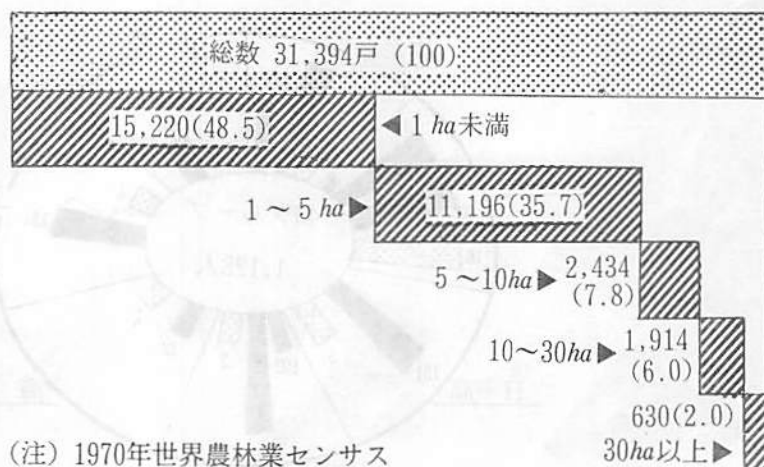 総数 31,394戸 (100)
15,220(48.5)
◀ 1 ha未満
1～5 ha▶
11,196(35.7)
5～10ha▶
2,434
(7.8)
10～30ha▶
1,914
(6.0)
630(2.0)
30ha以上▶
(注) 1970年世界農林業センサス